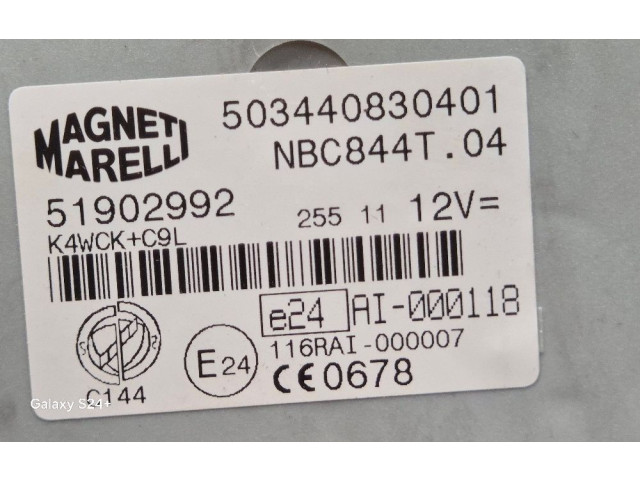 MAGNETI
MARELLI
503440830401
NBC844T.04
51902992
255 11 12V=
K4WCK+C9L
e24 AI-000118
116RAI-000007
E24
CE0678
C144
Galaxy S24+